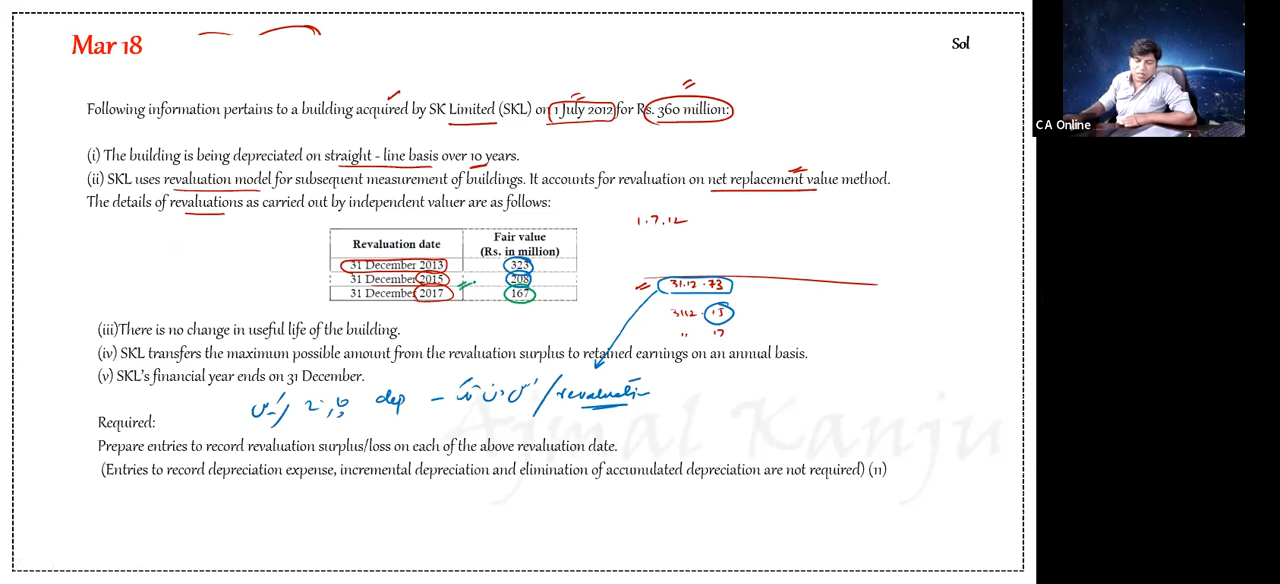 Mar 18
Sol
Following information pertains to a building acquired by SK Limited (SKL) on 1 July 2012 for Rs. 360 million:
(i) The building is being depreciated on straight - line basis over 10 years.
(ii) SKL uses revaluation model for subsequent measurement of buildings. It accounts for revaluation on net replacement value method.
The details of revaluations as carried out by independent valuer are as follows:
1.7.12
Revaluation date Fair value (Rs. in million)
31 December 2013 323
31 December 2015 208
31 December 2017 167
31.12.13
31 12.15
" 17
(iii)There is no change in useful life of the building.
(iv) SKL transfers the maximum possible amount from the revaluation surplus to retained earnings on an annual basis.
(v) SKL's financial year ends on 31 December.
dep - / revaluation
Required:
Prepare entries to record revaluation surplus/loss on each of the above revaluation date.
(Entries to record depreciation expense, incremental depreciation and elimination of accumulated depreciation are not required) (11)
Ajmal Kanju
CA Online